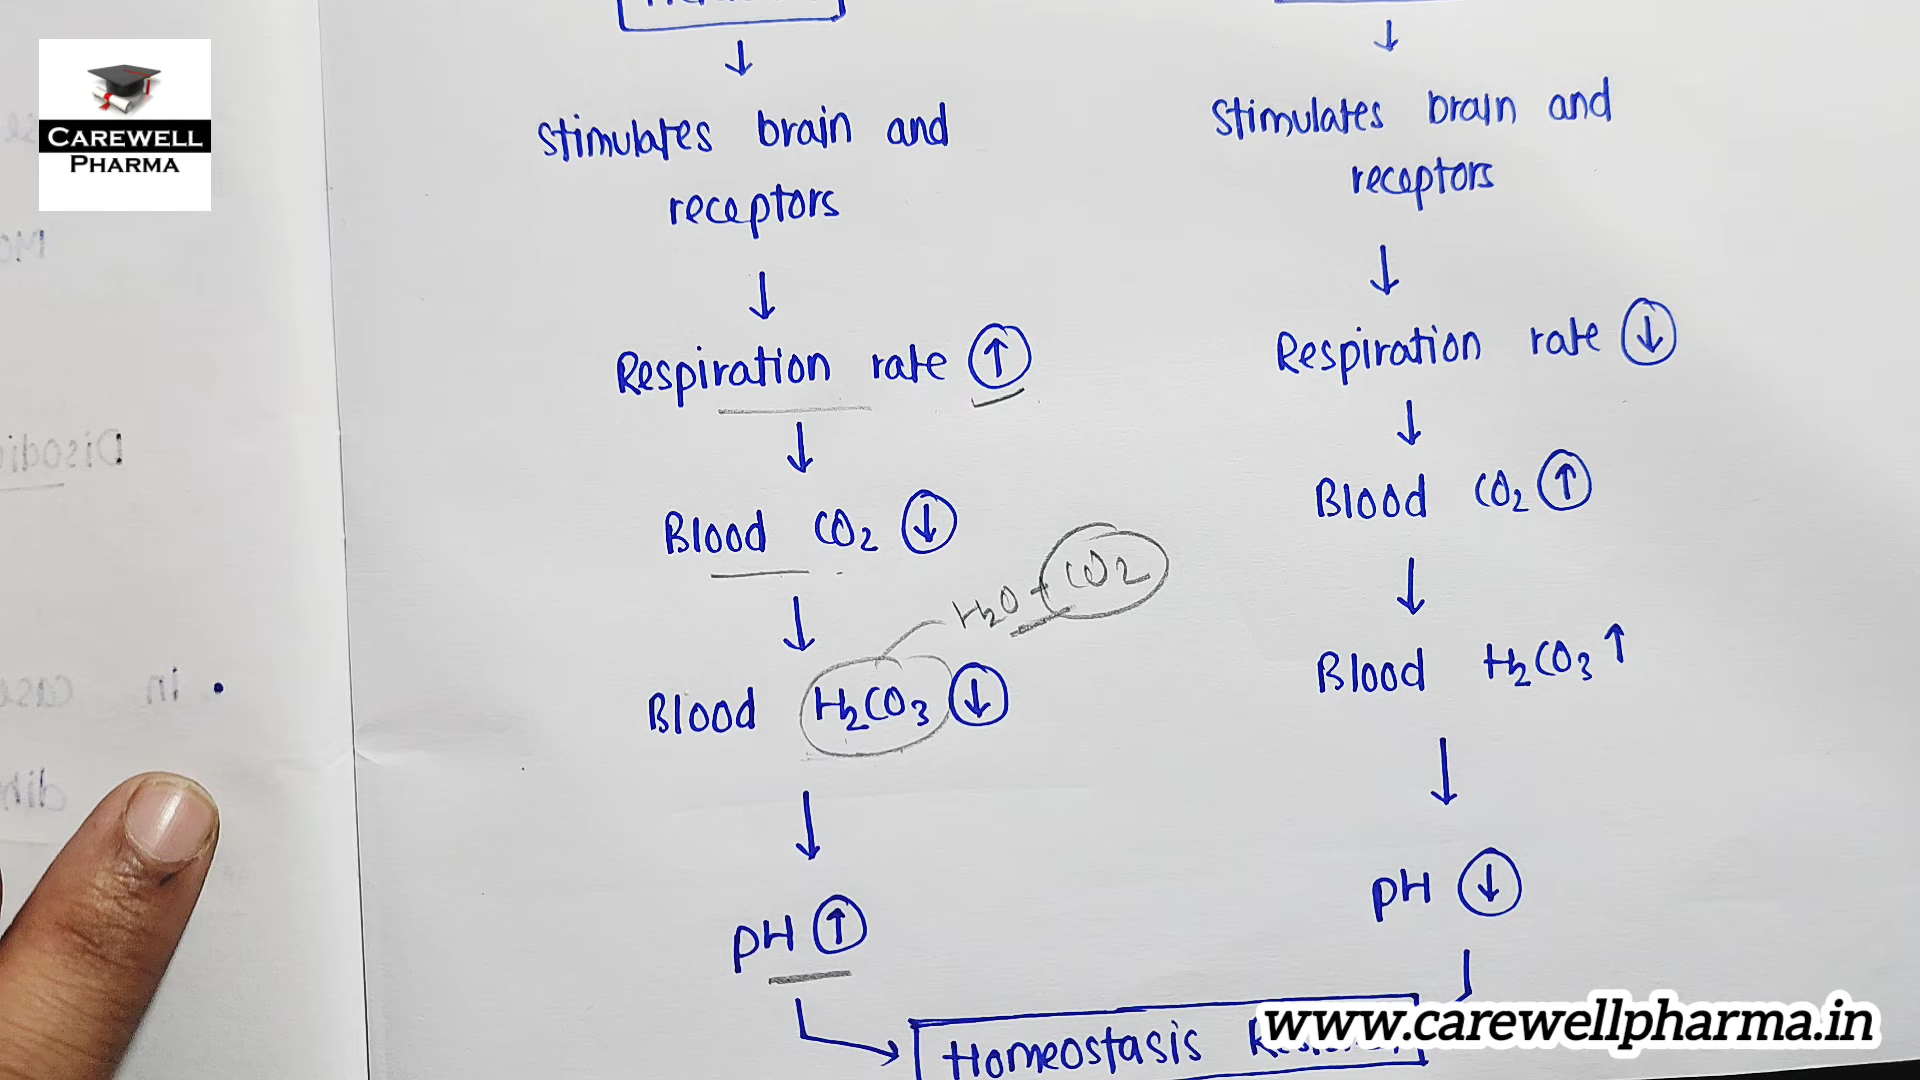 CAREWELL
PHARMA
stimulates brain and
receptors
Respiration rate ↑
Blood CO2 ↓
H2O + CO2
Blood H2CO3 ↓
pH ↑
stimulates brain and
receptors
Respiration rate ↓
Blood CO2 ↑
Blood H2CO3 ↑
pH ↓
Homeostasis
www.carewellpharma.in